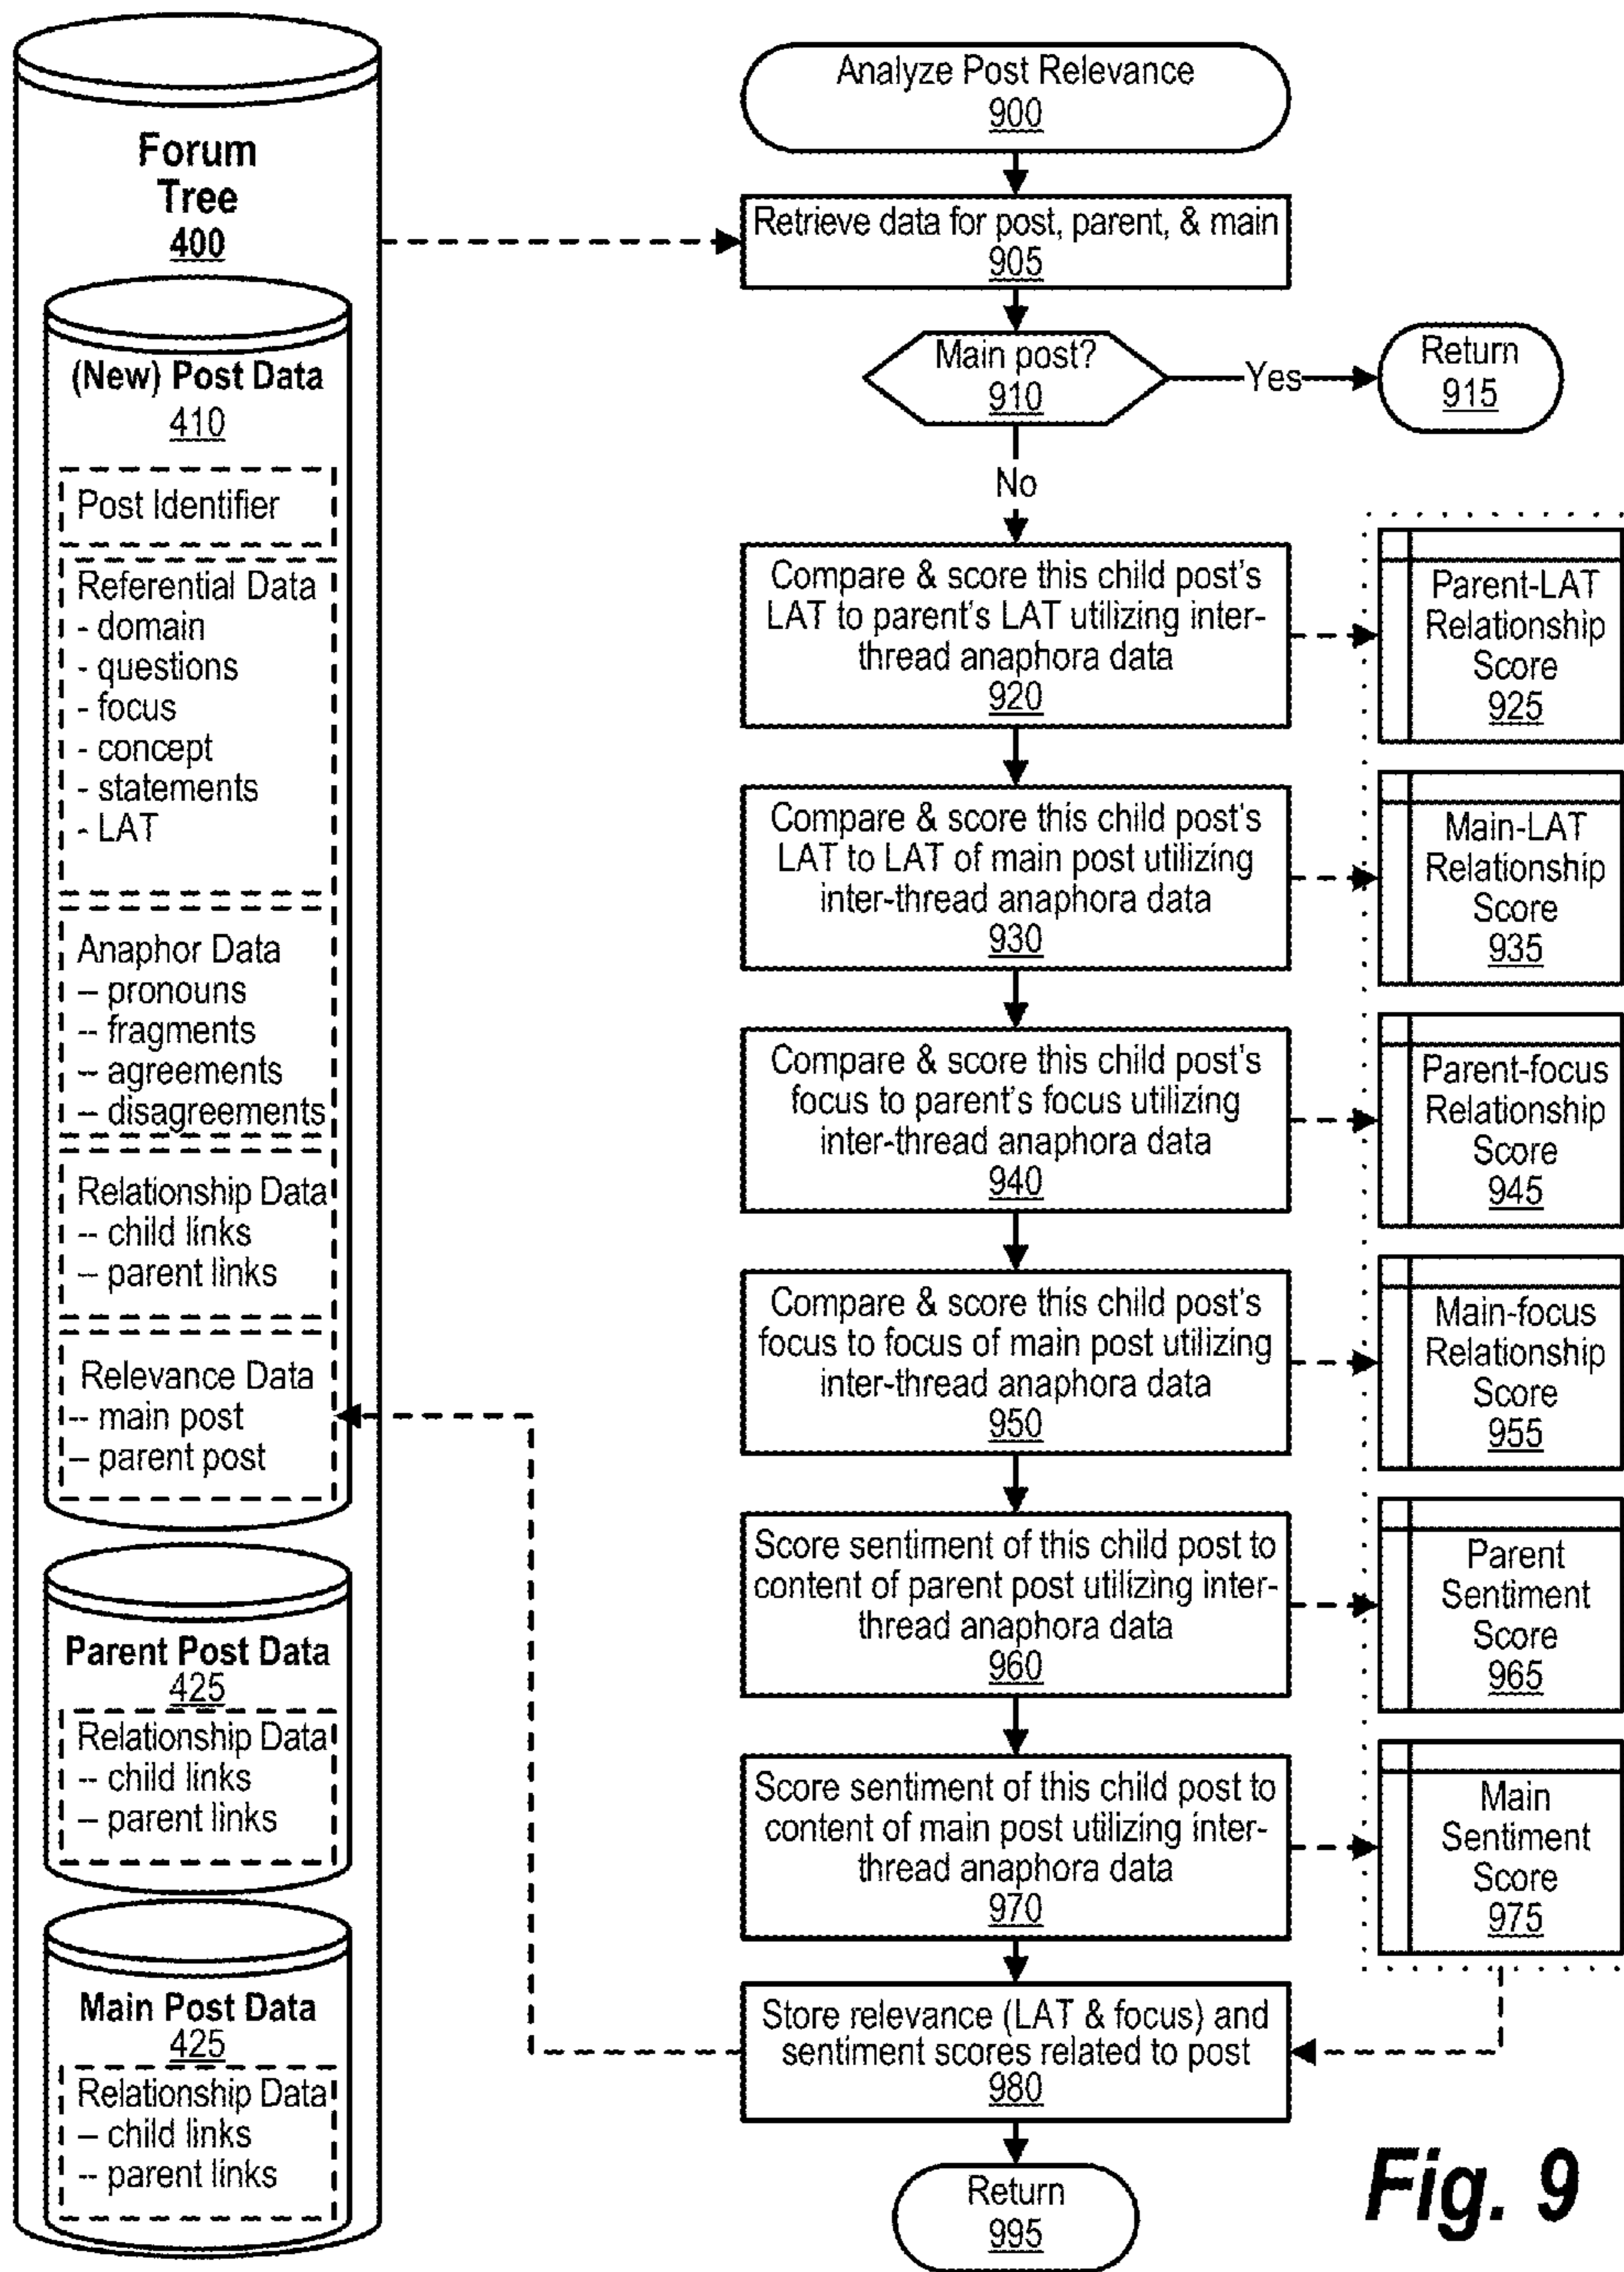 Forum
Tree
400
(New) Post Data
410
Post Identifier
Referential Data
- domain
- questions
- focus
- concept
- statements
- LAT
Anaphor Data
-- pronouns
-- fragments
-- agreements
-- disagreements
Relationship Data
-- child links
-- parent links
Relevance Data
-- main post
-- parent post
Parent Post Data
425
Relationship Data
-- child links
-- parent links
Main Post Data
425
Relationship Data
-- child links
-- parent links
Analyze Post Relevance
900
Retrieve data for post, parent, & main
905
Main post?
910
Yes
Return
915
No
Compare & score this child post's
LAT to parent's LAT utilizing inter-
thread anaphora data
920
Parent-LAT
Relationship
Score
925
Compare & score this child post's
LAT to LAT of main post utilizing
inter-thread anaphora data
930
Main-LAT
Relationship
Score
935
Compare & score this child post's
focus to parent's focus utilizing
inter-thread anaphora data
940
Parent-focus
Relationship
Score
945
Compare & score this child post's
focus to focus of main post utilizing
inter-thread anaphora data
950
Main-focus
Relationship
Score
955
Score sentiment of this child post to
content of parent post utilizing inter-
thread anaphora data
960
Parent
Sentiment
Score
965
Score sentiment of this child post to
content of main post utilizing inter-
thread anaphora data
970
Main
Sentiment
Score
975
Store relevance (LAT & focus) and
sentiment scores related to post
980
Return
995
Fig. 9